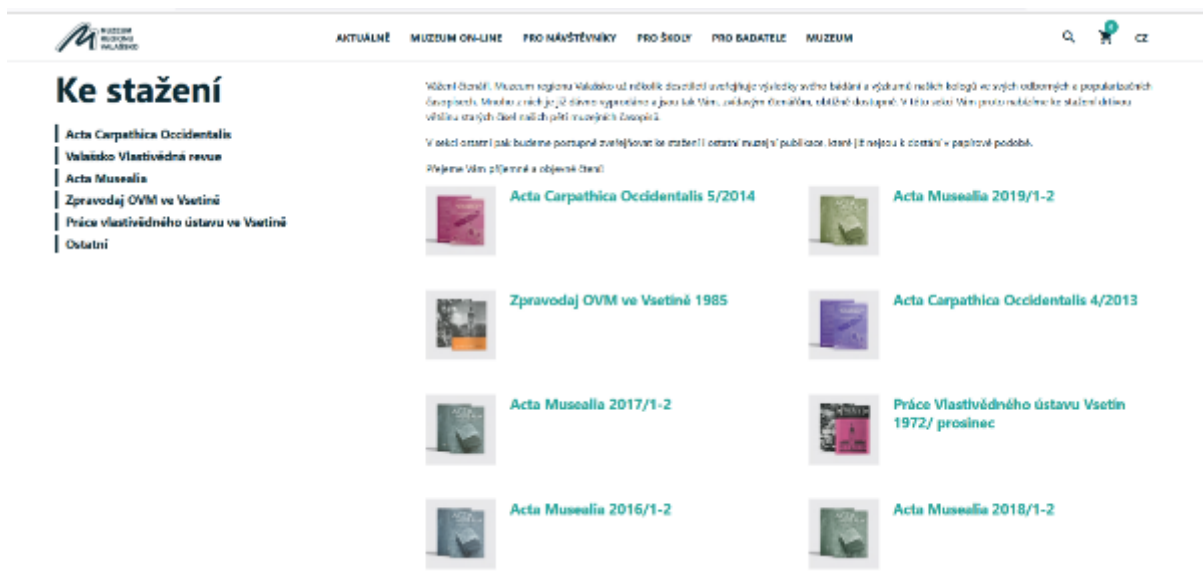 MUZEUM
REGIONU
VALAŠSKO
AKTUÁLNĚ MUZEUM ON-LINE PRO NÁVŠTĚVNÍKY PRO ŠKOLY PRO BADATELE MUZEUM CZ
Ke stažení
Acta Carpathica Occidentalis
Valašsko Vlastivědná revue
Acta Musealia
Zpravodaj OVM ve Vsetíně
Práce vlastivědného ústavu ve Vsetíně
Ostatní
Vážení čtenáři, Muzeum regionu Valašsko už několik desetiletí uveřejňuje výsledky svého bádání a výzkumů našich kolegů ve svých odborných a popularizačních
časopisech. Mnoho z nich je již dávno vyprodáno a jsou tak Vám, zvídavým čtenářům, obtížně dostupné. V této sekci Vám proto nabízíme ke stažení drtivou
většinu starých čísel našich pěti muzejních časopisů.
V sekci ostatní pak budeme postupně zveřejňovat ke stažení i ostatní muzejní publikace, které již nejsou k dostání v papírové podobě.
Přejeme Vám příjemné a objevné čtení!
Acta Carpathica Occidentalis 5/2014
Acta Musealia 2019/1-2
Zpravodaj OVM ve Vsetíně 1985
Acta Carpathica Occidentalis 4/2013
Acta Musealia 2017/1-2
Práce Vlastivědného ústavu Vsetín
1972/ prosinec
Acta Musealia 2016/1-2
Acta Musealia 2018/1-2